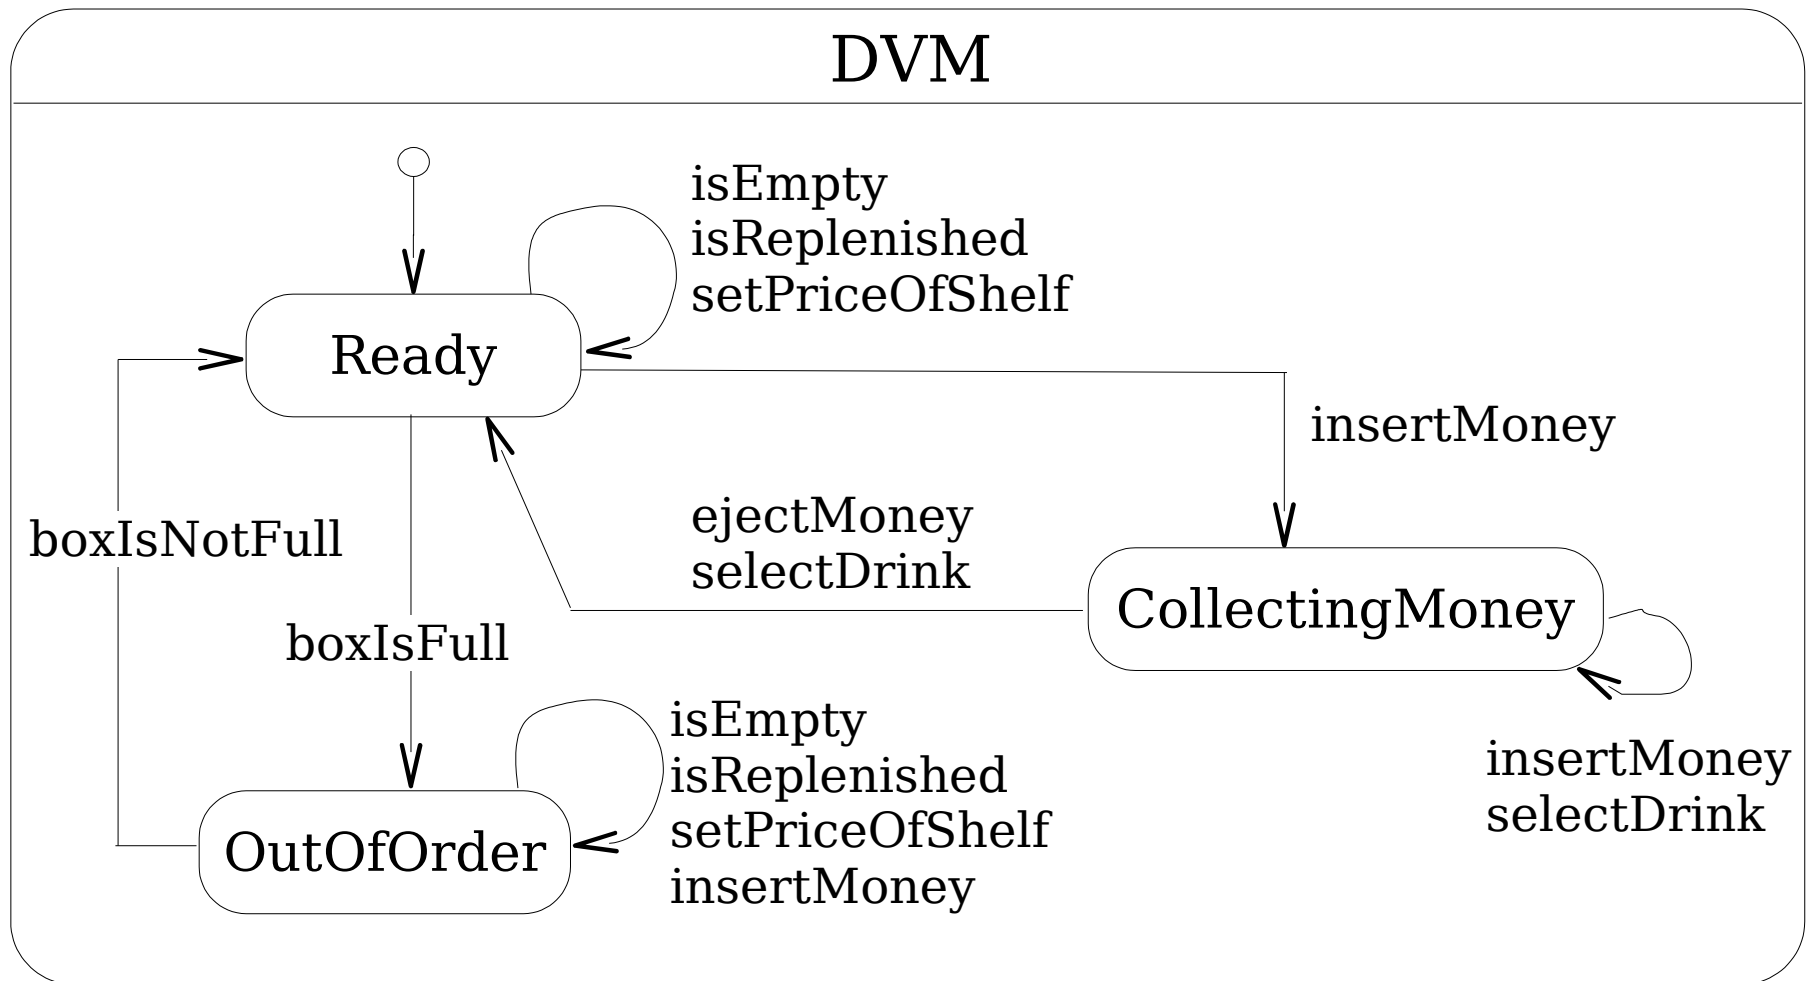 DVM
isEmpty
isReplenished
setPriceOfShelf
Ready
insertMoney
ejectMoney
selectDrink
boxIsNotFull
CollectingMoney
boxIsFull
isEmpty
isReplenished
setPriceOfShelf
insertMoney
OutOfOrder
insertMoney
selectDrink